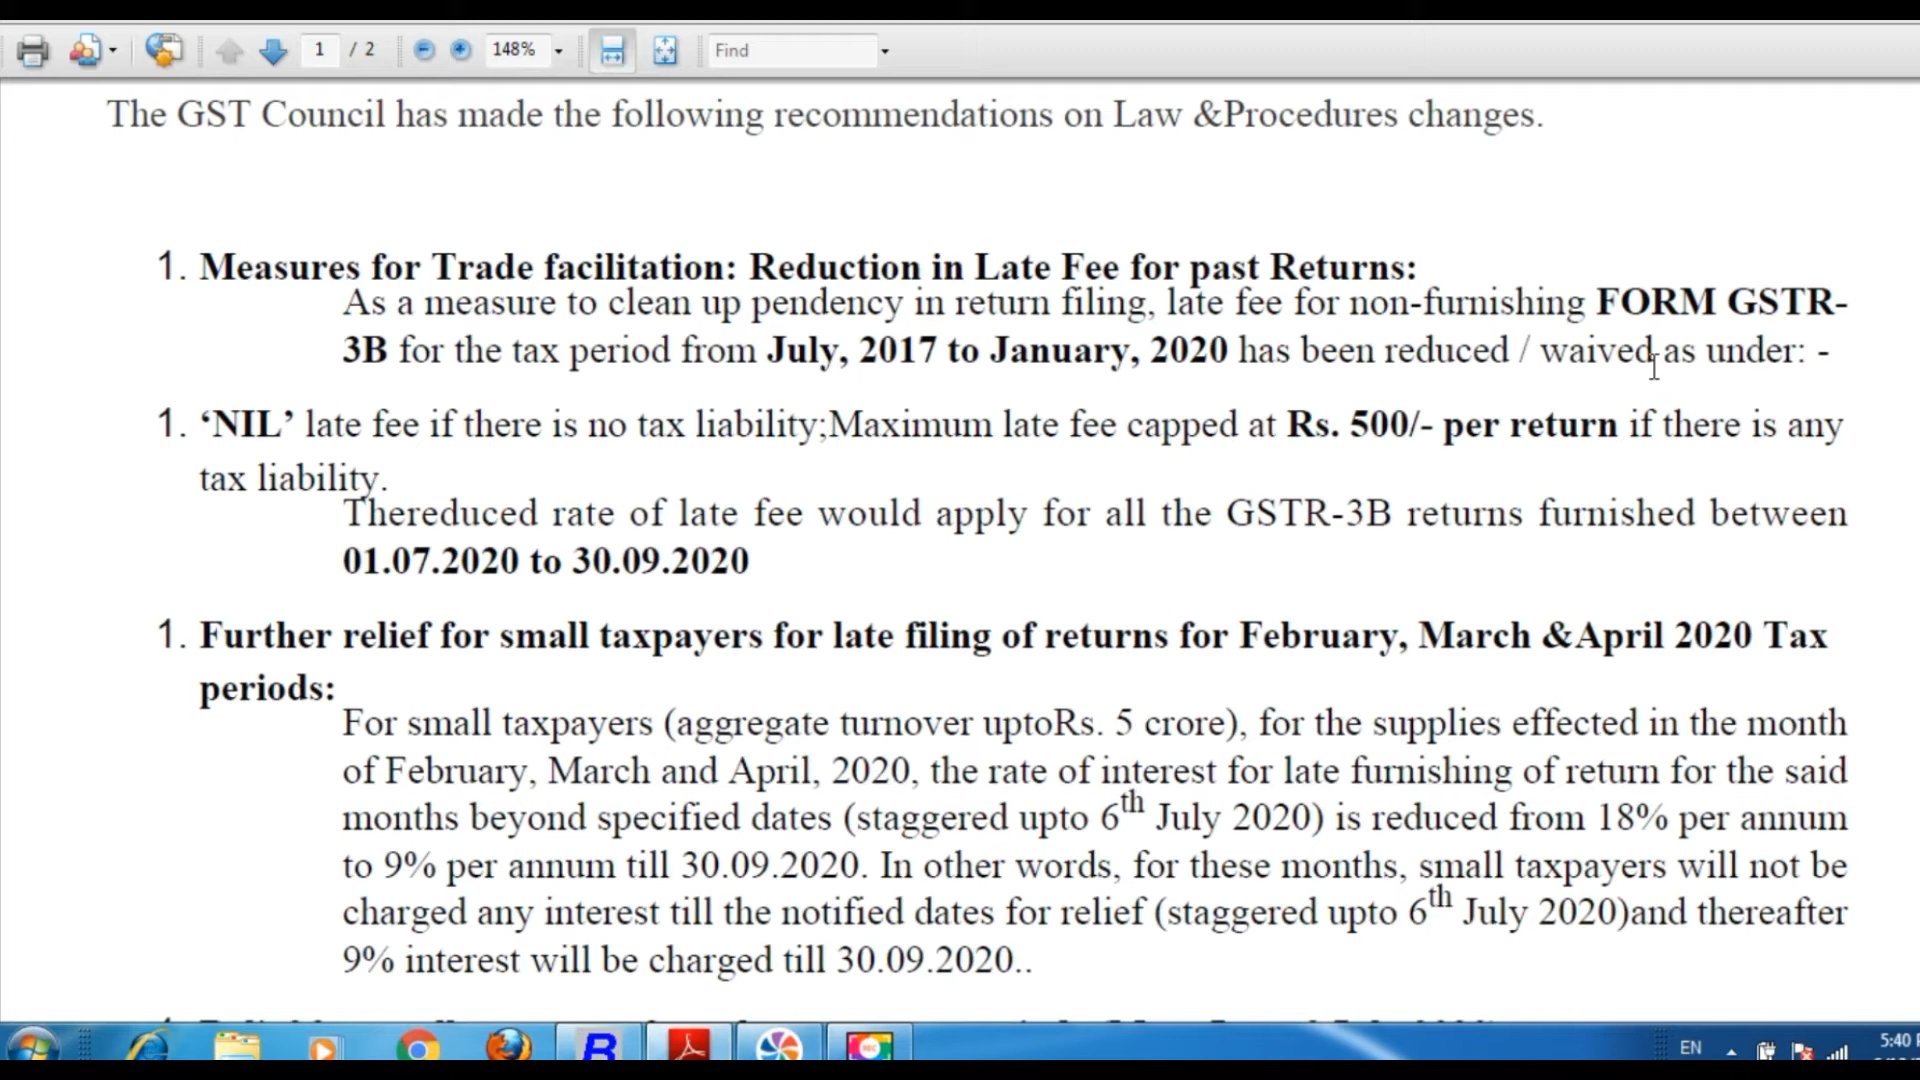 1 / 2 148% Find
The GST Council has made the following recommendations on Law &Procedures changes.
1. Measures for Trade facilitation: Reduction in Late Fee for past Returns:
As a measure to clean up pendency in return filing, late fee for non-furnishing FORM GSTR-
3B for the tax period from July, 2017 to January, 2020 has been reduced / waived as under: -
1. ‘NIL’ late fee if there is no tax liability;Maximum late fee capped at Rs. 500/- per return if there is any
tax liability.
Thereduced rate of late fee would apply for all the GSTR-3B returns furnished between
01.07.2020 to 30.09.2020
1. Further relief for small taxpayers for late filing of returns for February, March &April 2020 Tax
periods:
For small taxpayers (aggregate turnover uptoRs. 5 crore), for the supplies effected in the month
of February, March and April, 2020, the rate of interest for late furnishing of return for the said
months beyond specified dates (staggered upto 6th July 2020) is reduced from 18% per annum
to 9% per annum till 30.09.2020. In other words, for these months, small taxpayers will not be
charged any interest till the notified dates for relief (staggered upto 6th July 2020)and thereafter
9% interest will be charged till 30.09.2020..
EN 5:40